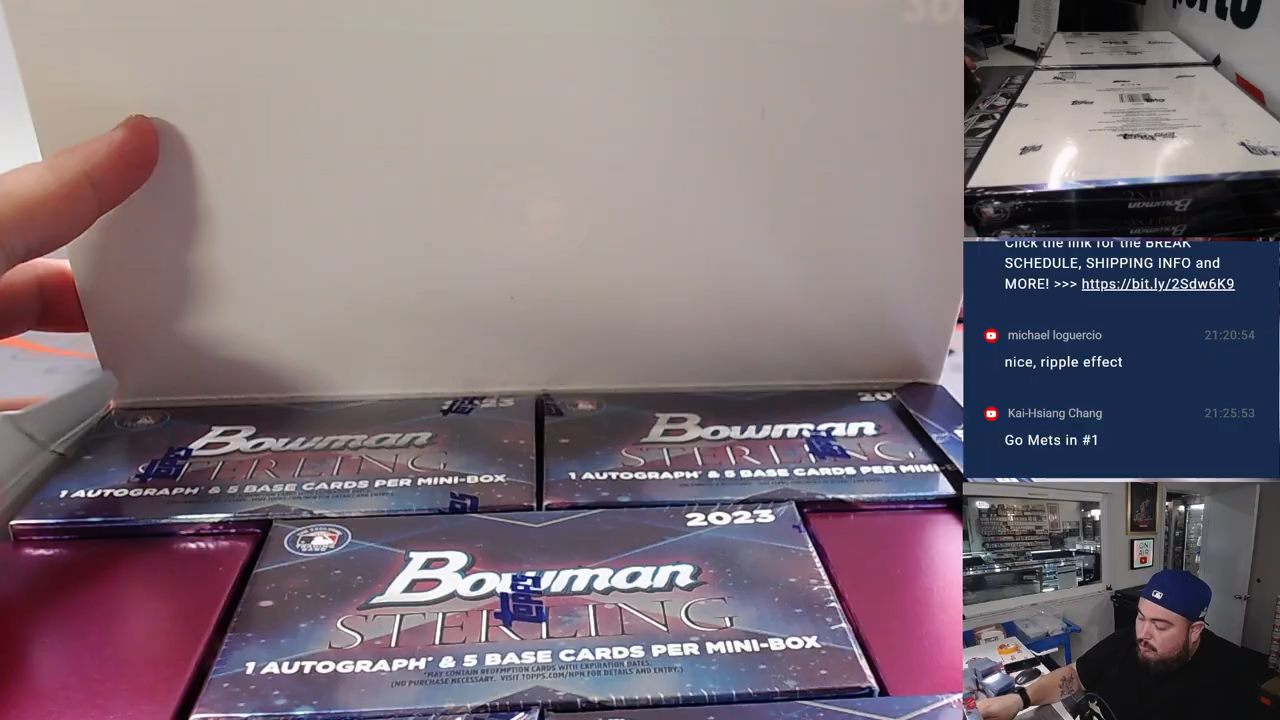 Bowman
STERLING
1 AUTOGRAPH* & 5 BASE CARDS PER MINI-BOX
20
Bowman
STERLING
1 AUTOGRAPH* & 5 BASE CARDS PER MINI-
2023
Bowman
topps
STERLING
1 AUTOGRAPH* & 5 BASE CARDS PER MINI-BOX
*MAY CONTAIN REDEMPTION CARDS WITH EXPIRATION DATES.
(NO PURCHASE NECESSARY. VISIT TOPPS.COM/NPN FOR DETAILS AND ENTRY.)
Bowman
Click the link for the BREAK
SCHEDULE, SHIPPING INFO and
MORE! >>> https://bit.ly/2Sdw6K9
michael loguercio 21:20:54
nice, ripple effect
Kai-Hsiang Chang 21:25:53
Go Mets in #1
ON
AIR